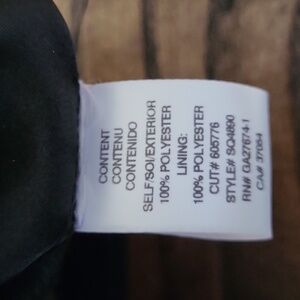 CONTENT
CONTENU
CONTENIDO
SELF/SOI/EXTERIOR
100% POLYESTER
LINING:
100% POLYESTER
CUT# 605776
STYLE# SQ4890
RN# GA27674-1
CA# 37064